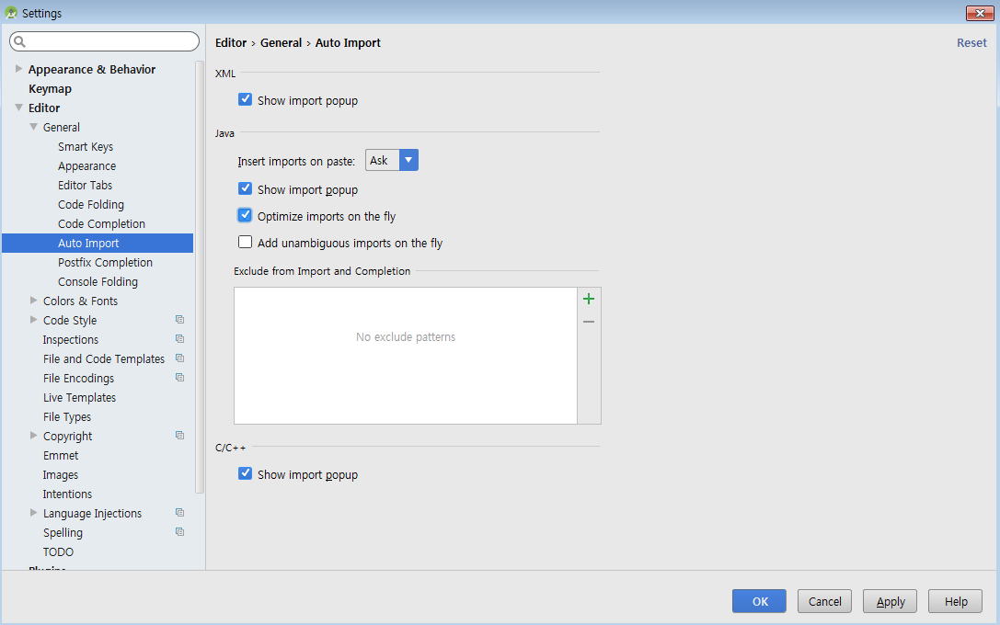 Settings
Editor › General › Auto Import
Reset
Appearance & Behavior
Keymap
Editor
General
Smart Keys
Appearance
Editor Tabs
Code Folding
Code Completion
Auto Import
Postfix Completion
Console Folding
Colors & Fonts
Code Style
Inspections
File and Code Templates
File Encodings
Live Templates
File Types
Copyright
Emmet
Images
Intentions
Language Injections
Spelling
TODO
Plugins
XML
Show import popup
Java
Insert imports on paste: Ask
Show import popup
Optimize imports on the fly
Add unambiguous imports on the fly
Exclude from Import and Completion
No exclude patterns
C/C++
Show import popup
OK Cancel Apply Help